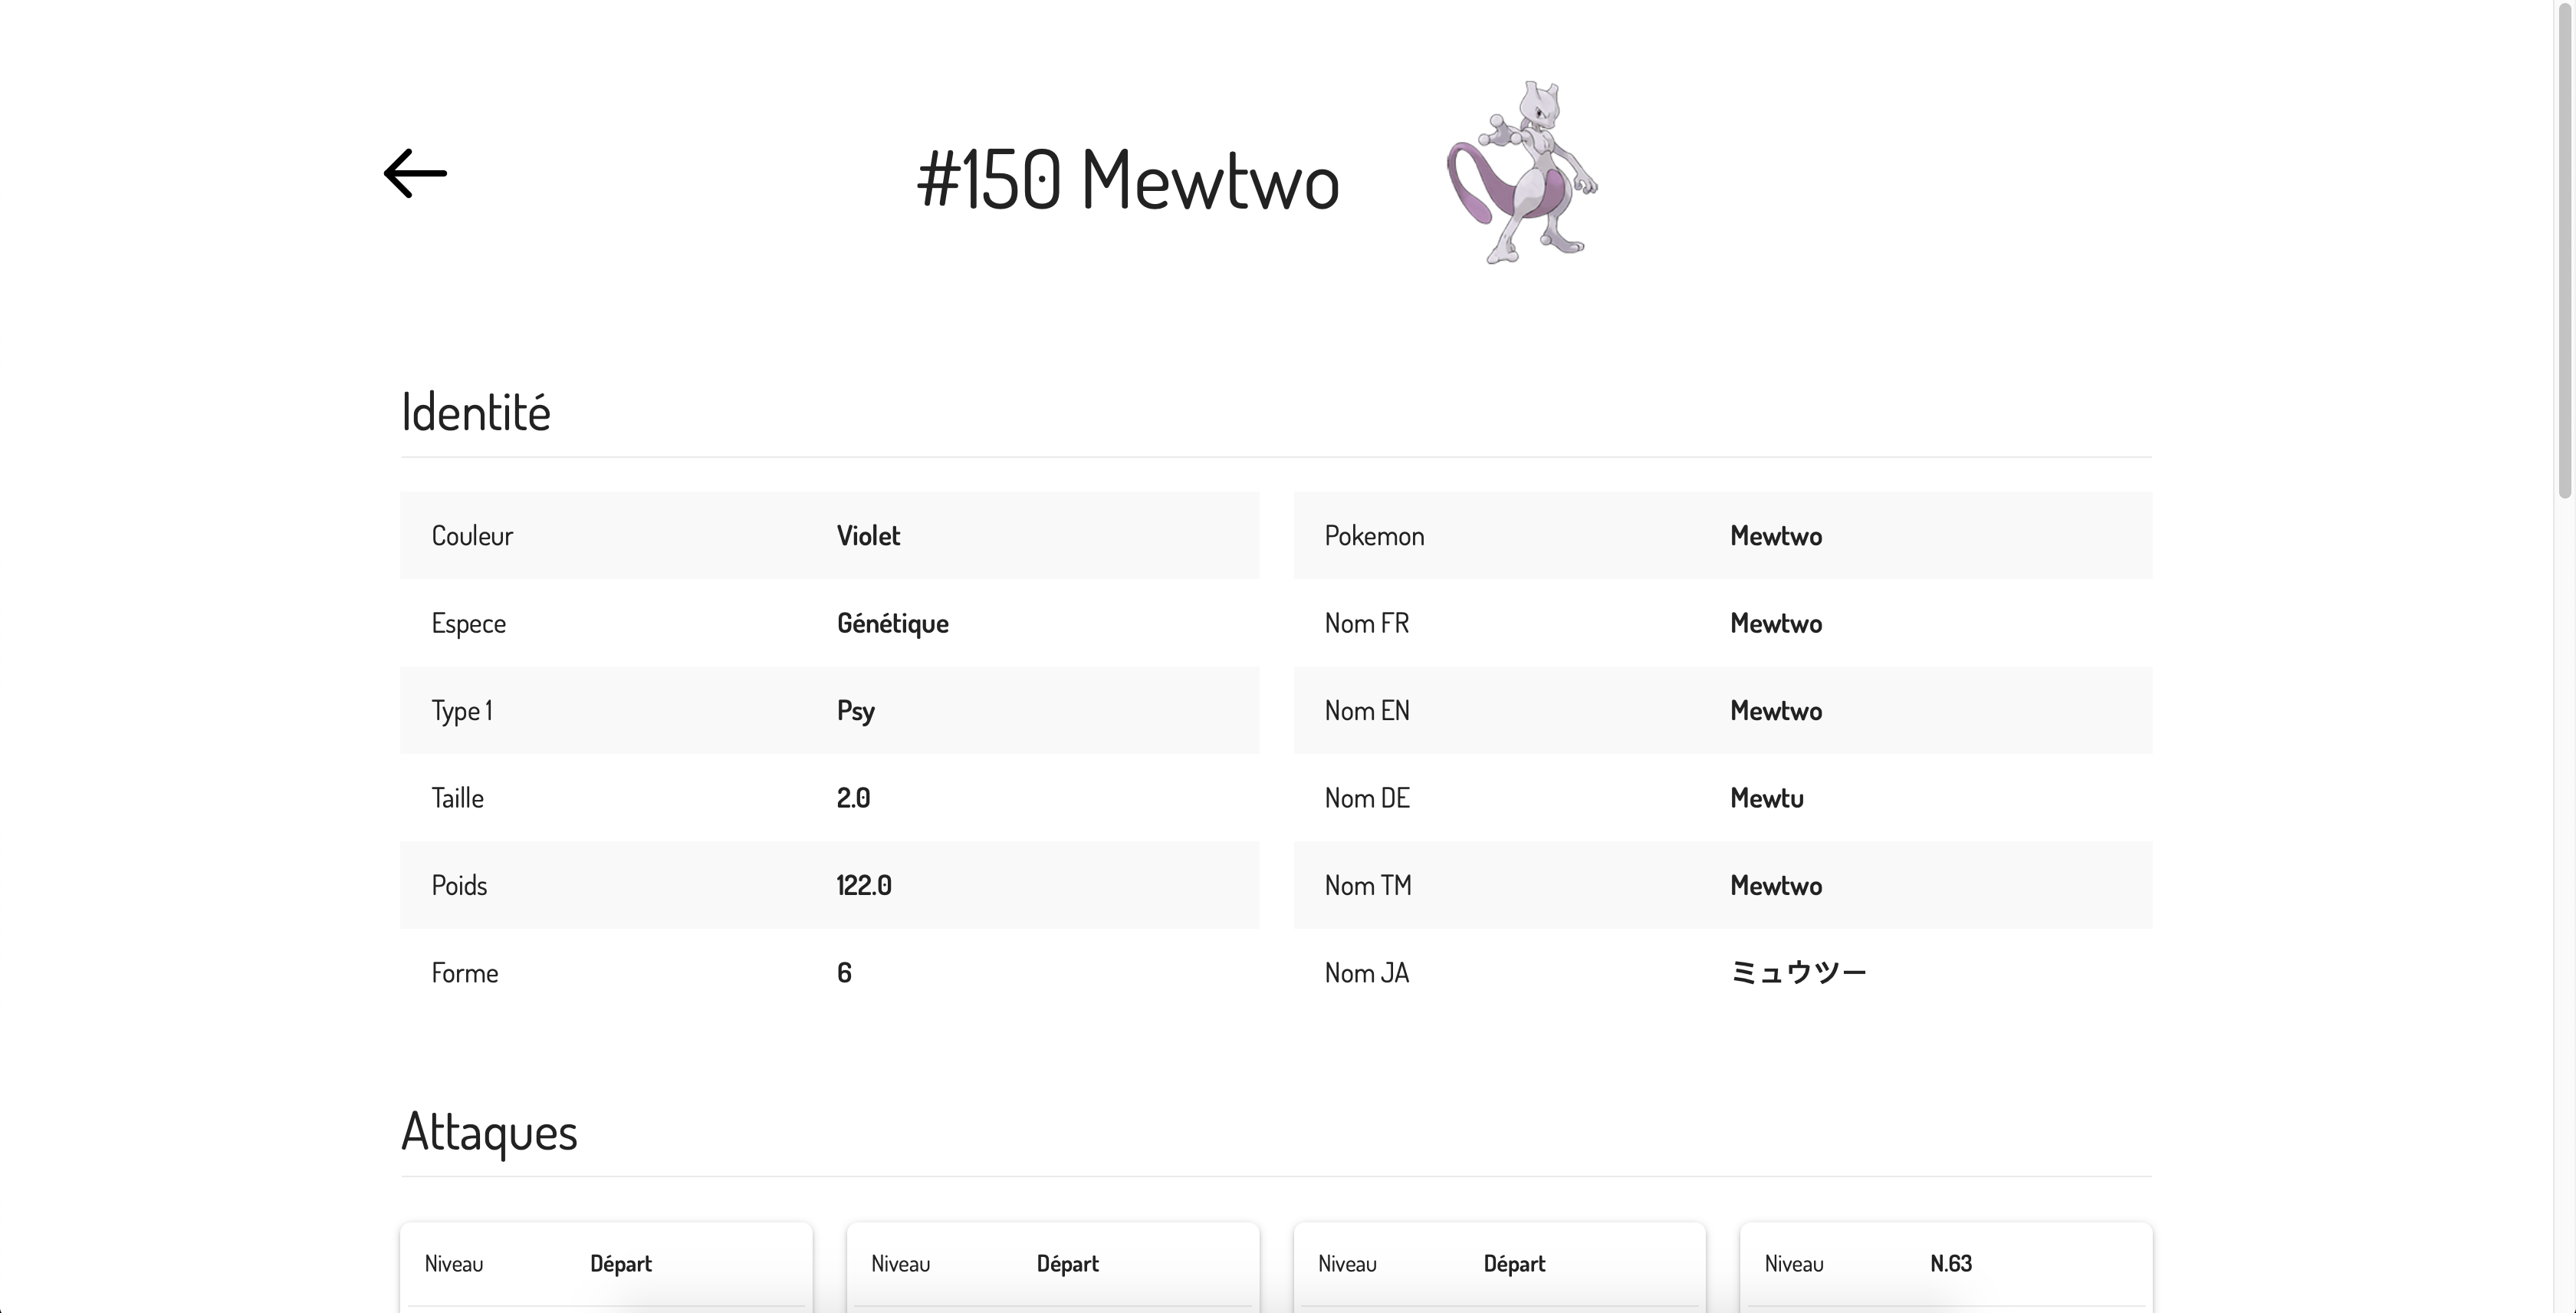 #150 Mewtwo
Identité
Couleur Violet
Espece Génétique
Type 1 Psy
Taille 2.0
Poids 122.0
Forme 6
Pokemon Mewtwo
Nom FR Mewtwo
Nom EN Mewtwo
Nom DE Mewtu
Nom TM Mewtwo
Nom JA ミュウツー
Attaques
Niveau Départ
Niveau Départ
Niveau Départ
Niveau N.63